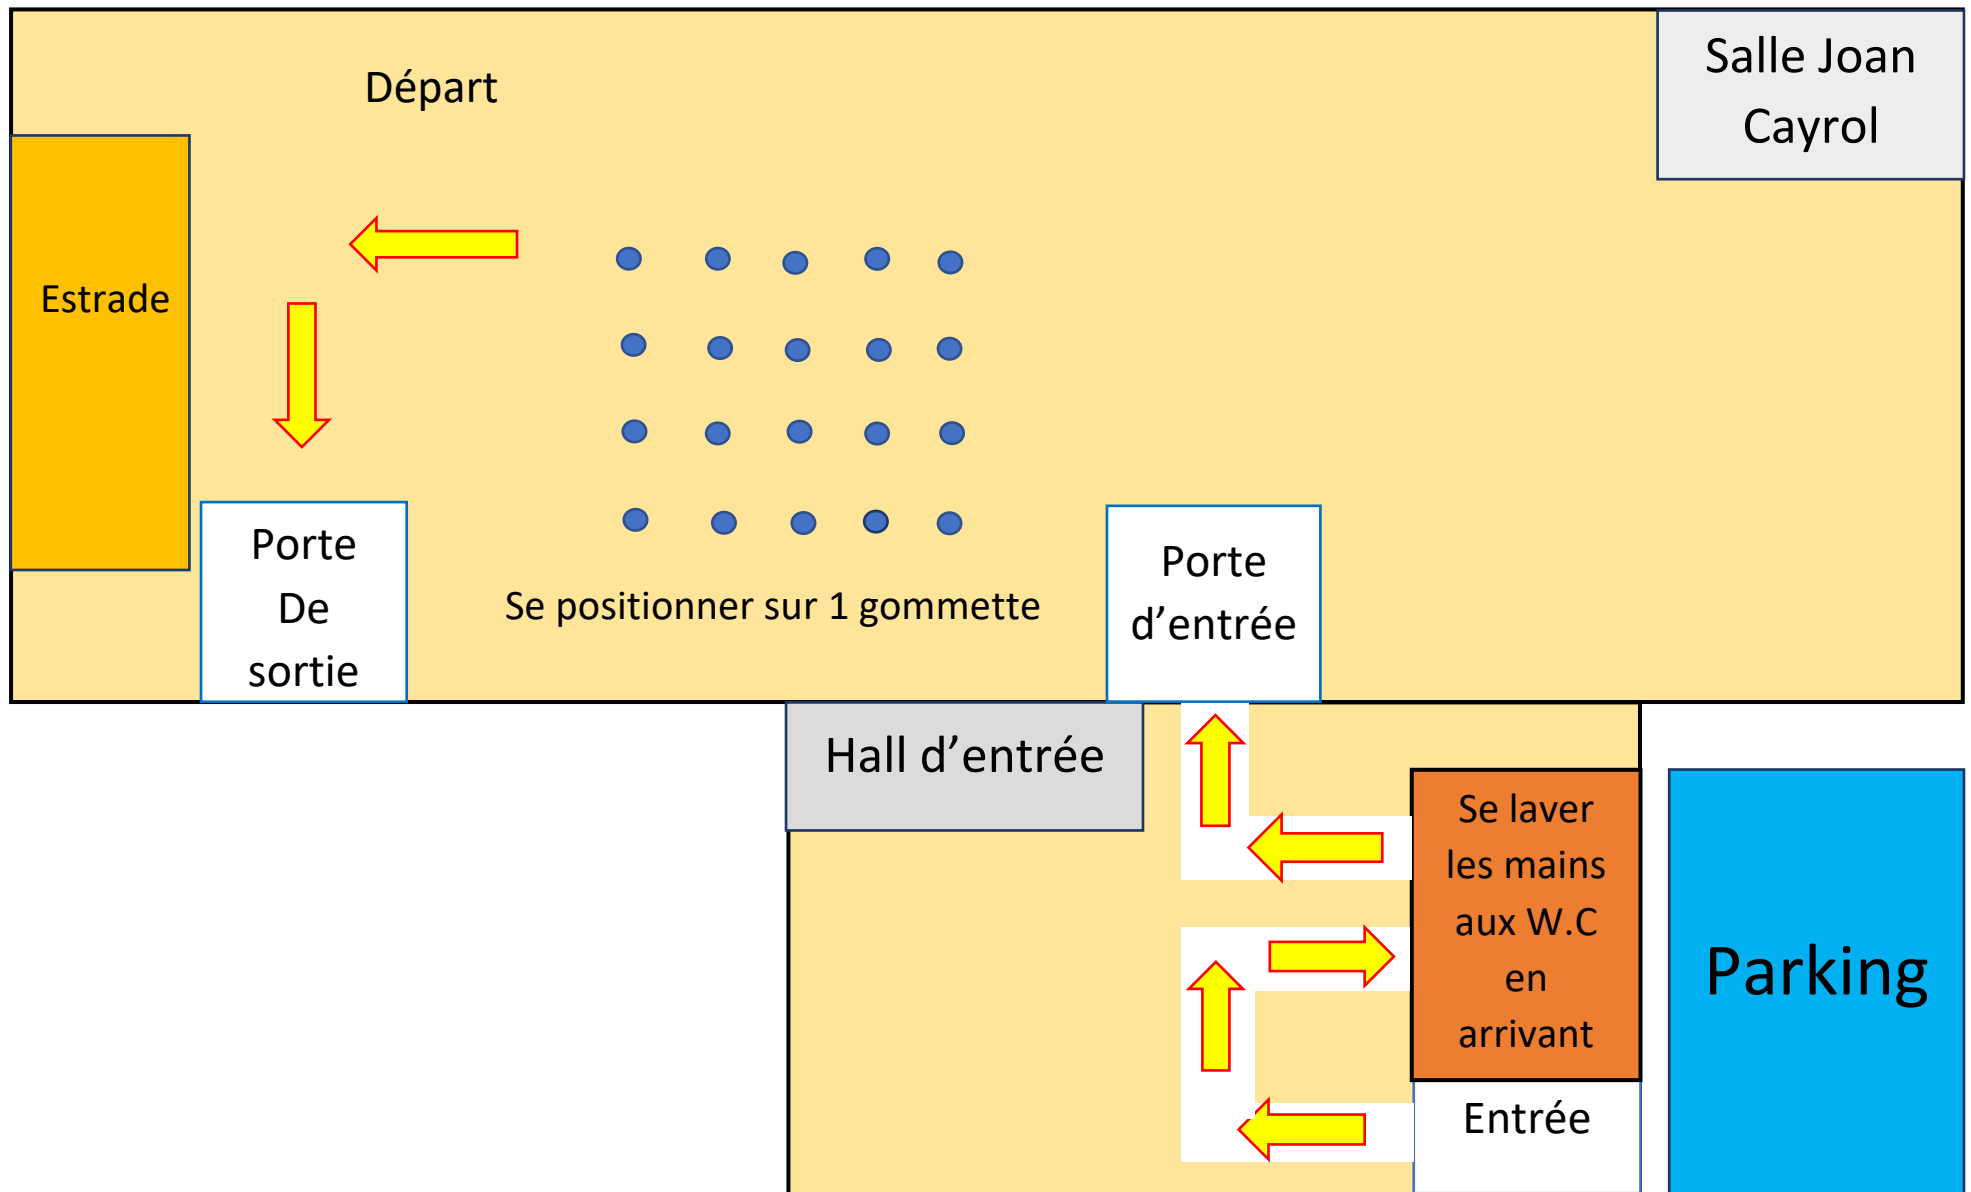 Départ
Salle Joan
Cayrol
Estrade
Porte
De
sortie
Se positionner sur 1 gommette
Porte
d’entrée
Hall d’entrée
Se laver
les mains
aux W.C
en
arrivant
Parking
Entrée